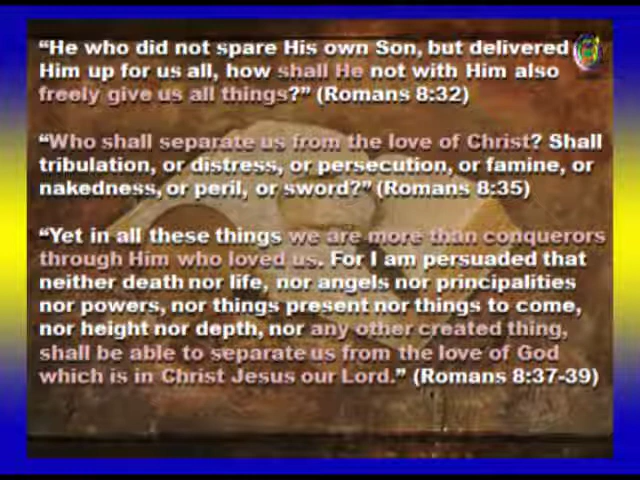 “He who did not spare His own Son, but delivered
Him up for us all, how shall He not with Him also
freely give us all things?” (Romans 8:32)
“Who shall separate us from the love of Christ? Shall
tribulation, or distress, or persecution, or famine, or
nakedness, or peril, or sword?” (Romans 8:35)
“Yet in all these things we are more than conquerors
through Him who loved us. For I am persuaded that
neither death nor life, nor angels nor principalities
nor powers, nor things present nor things to come,
nor height nor depth, nor any other created thing,
shall be able to separate us from the love of God
which is in Christ Jesus our Lord.” (Romans 8:37-39)